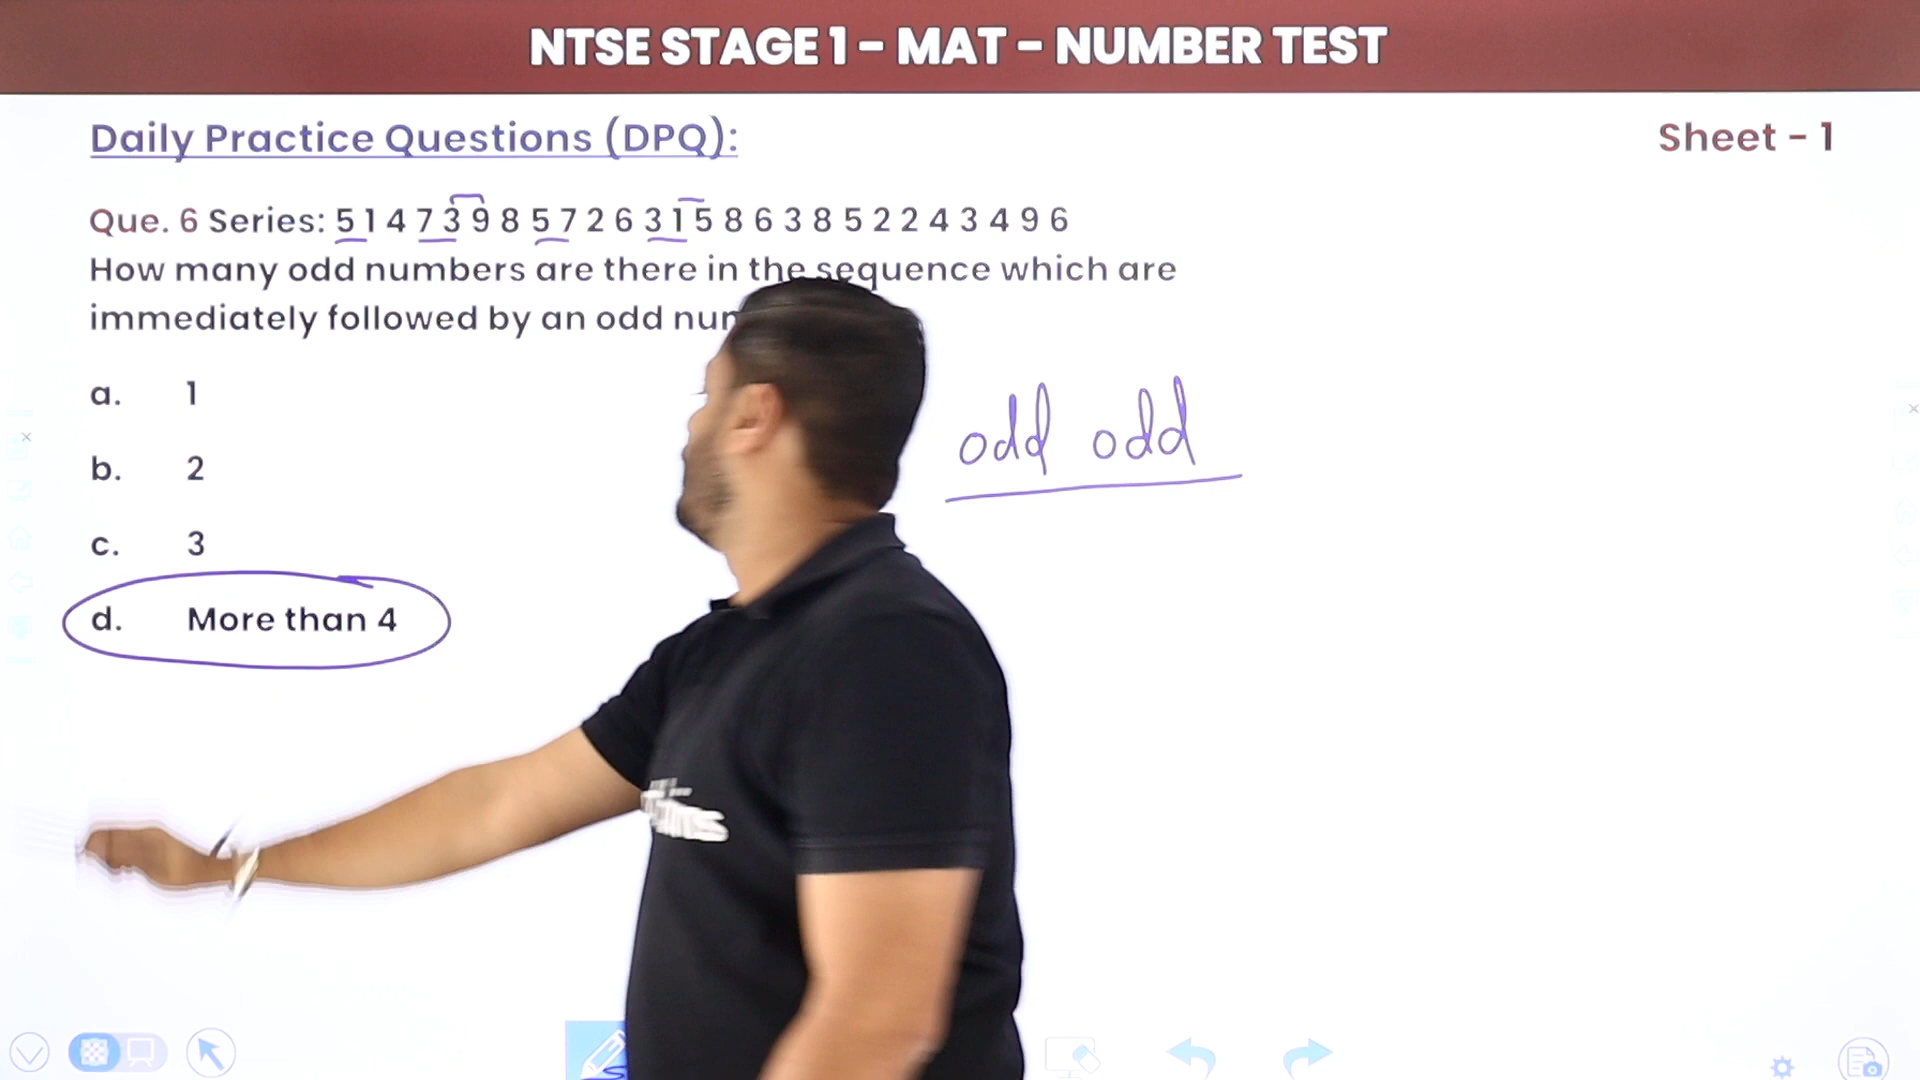 NTSE STAGE 1 - MAT - NUMBER TEST
Daily Practice Questions (DPQ):
Sheet - 1
Que. 6 Series: 5 1 4 7 3 9 8 5 7 2 6 3 1 5 8 6 3 8 5 2 2 4 3 4 9 6
How many odd numbers are there in the sequence which are
immediately followed by an odd
a. 1
odd odd
b. 2
c. 3
d. More than 4